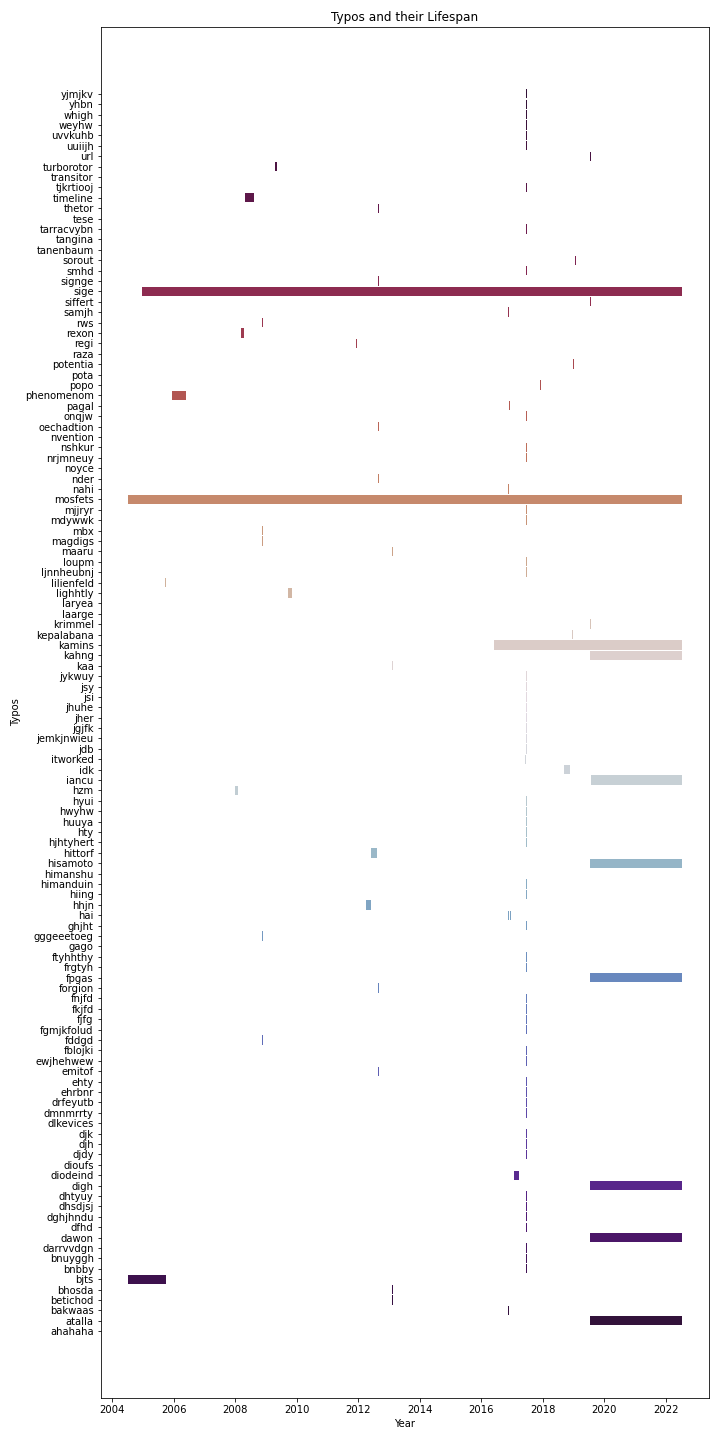 Typos and their Lifespan
yjmjkv
yhbn
whigh
weyhw
uvvkuhb
uuiijh
url
turborotor
transitor
tjkrtiooj
timeline
thetor
tese
tarracvybn
tangina
tanenbaum
sorout
smhd
signge
sige
siffert
samjh
rws
rexon
regi
raza
potentia
pota
popo
phenomenom
pagal
onqjw
oechadtion
nvention
nshkur
nrjmneuy
noyce
nder
nahi
mosfets
mjjryr
mdywwk
mbx
magdigs
maaru
loupm
ljnnheubnj
lilienfeld
lighhtly
laryea
laarge
krimmel
kepalabana
kamins
kahng
kaa
jykwuy
jsy
jsi
jhuhe
jher
jgjfk
jemkjnwieu
jdb
itworked
idk
iancu
hzm
hyui
hwyhw
huuya
hty
hjhtyhert
hittorf
hisamoto
himanshu
himanduin
hiing
hhjn
hai
ghjht
gggeeetoeg
gago
ftyhhthy
frgtyh
fpgas
forgion
fnjfd
fkjfd
fjfg
fgmjkfolud
fddgd
fblojki
ewjhehwew
emitof
ehty
ehrbnr
drfeyutb
dmnmrrty
dlkevices
djk
djh
djdy
dioufs
diodeind
digh
dhtyuy
dhsdjsj
dghjhndu
dfhd
dawon
darrvvdgn
bnuyggh
bnbby
bjts
bhosda
betichod
bakwaas
atalla
ahahaha
Typos
2004 2006 2008 2010 2012 2014 2016 2018 2020 2022
Year